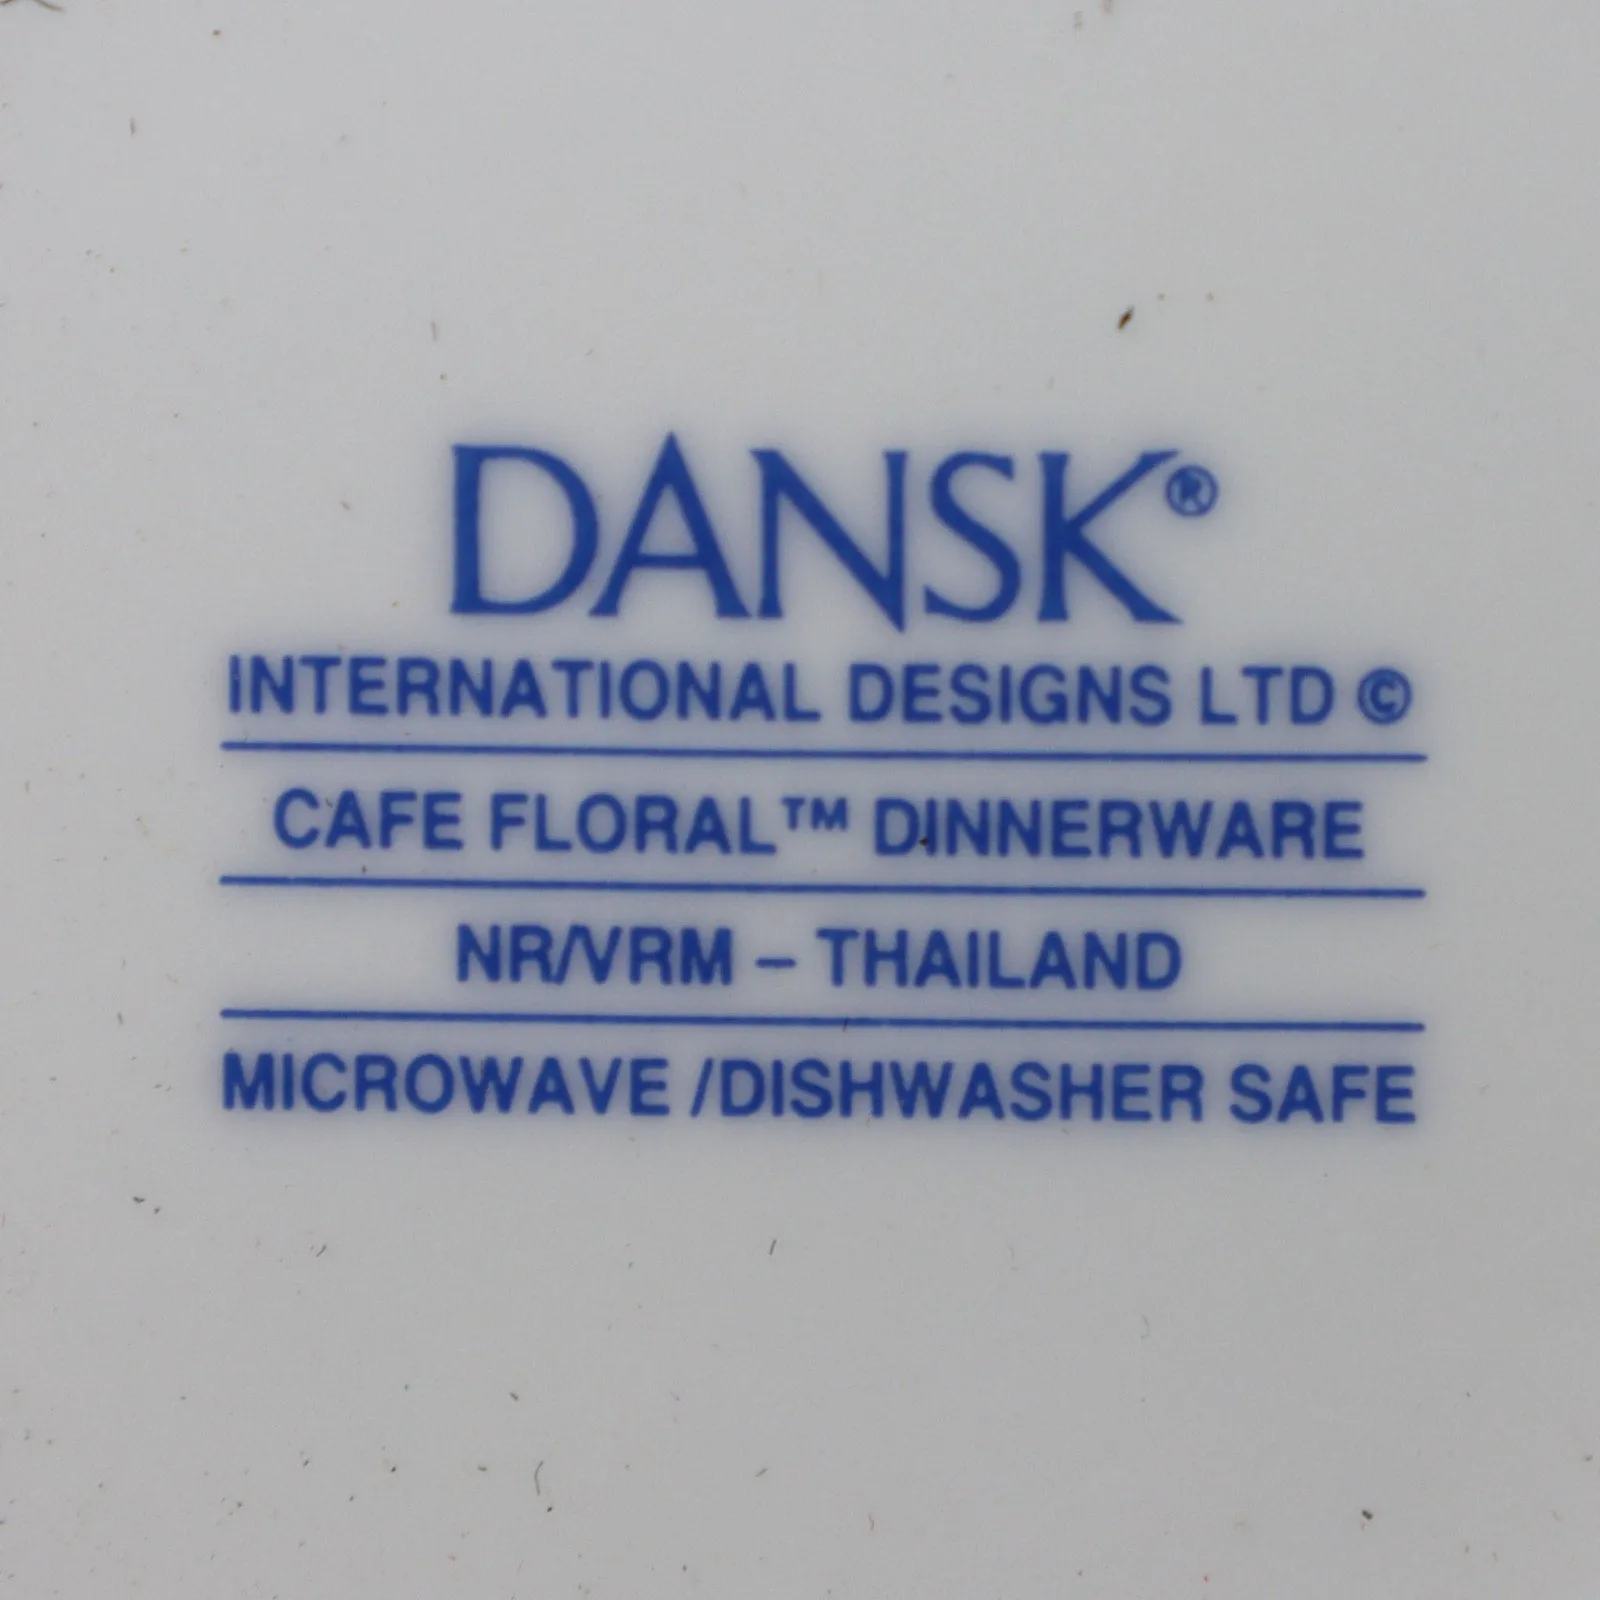 DANSK®
INTERNATIONAL DESIGNS LTD ©
CAFE FLORAL™ DINNERWARE
NR/VRM – THAILAND
MICROWAVE /DISHWASHER SAFE